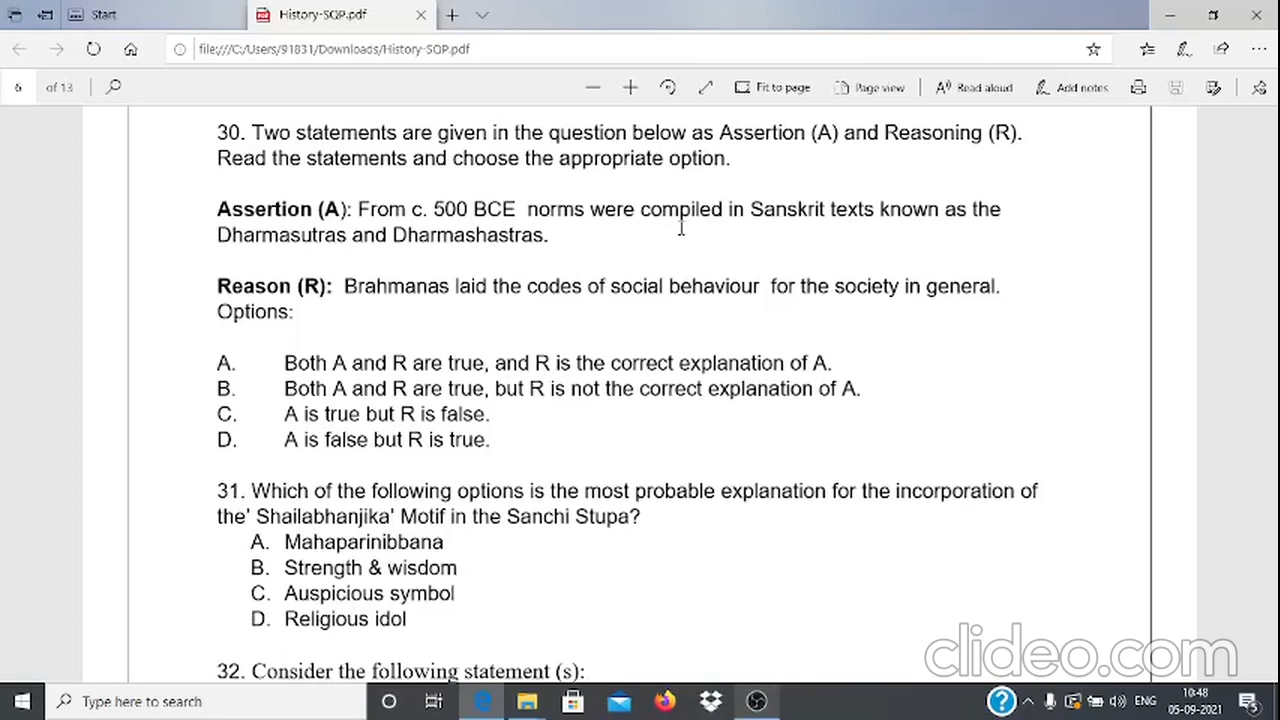 Start
History-SQP.pdf
file:///C:/Users/91831/Downloads/History-SQP.pdf
6 of 13
Fit to page
Page view
Read aloud
Add notes
30. Two statements are given in the question below as Assertion (A) and Reasoning (R).
Read the statements and choose the appropriate option.
Assertion (A): From c. 500 BCE norms were compiled in Sanskrit texts known as the
Dharmasutras and Dharmashastras.
Reason (R): Brahmanas laid the codes of social behaviour for the society in general.
Options:
A. Both A and R are true, and R is the correct explanation of A.
B. Both A and R are true, but R is not the correct explanation of A.
C. A is true but R is false.
D. A is false but R is true.
31. Which of the following options is the most probable explanation for the incorporation of
the' Shailabhanjika' Motif in the Sanchi Stupa?
A. Mahaparinibbana
B. Strength & wisdom
C. Auspicious symbol
D. Religious idol
32. Consider the following statement (s):
clideo.com
Type here to search
ENG
10:48
05-09-2021
5